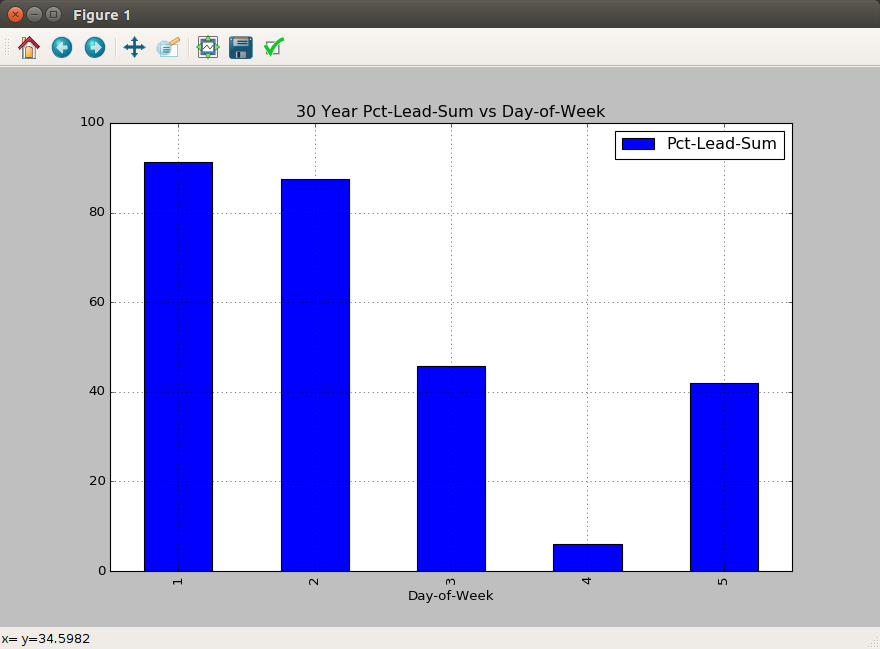 Figure 1
30 Year Pct-Lead-Sum vs Day-of-Week
Pct-Lead-Sum
100
80
60
40
20
0
1 2 3 4 5
Day-of-Week
x= y=34.5982